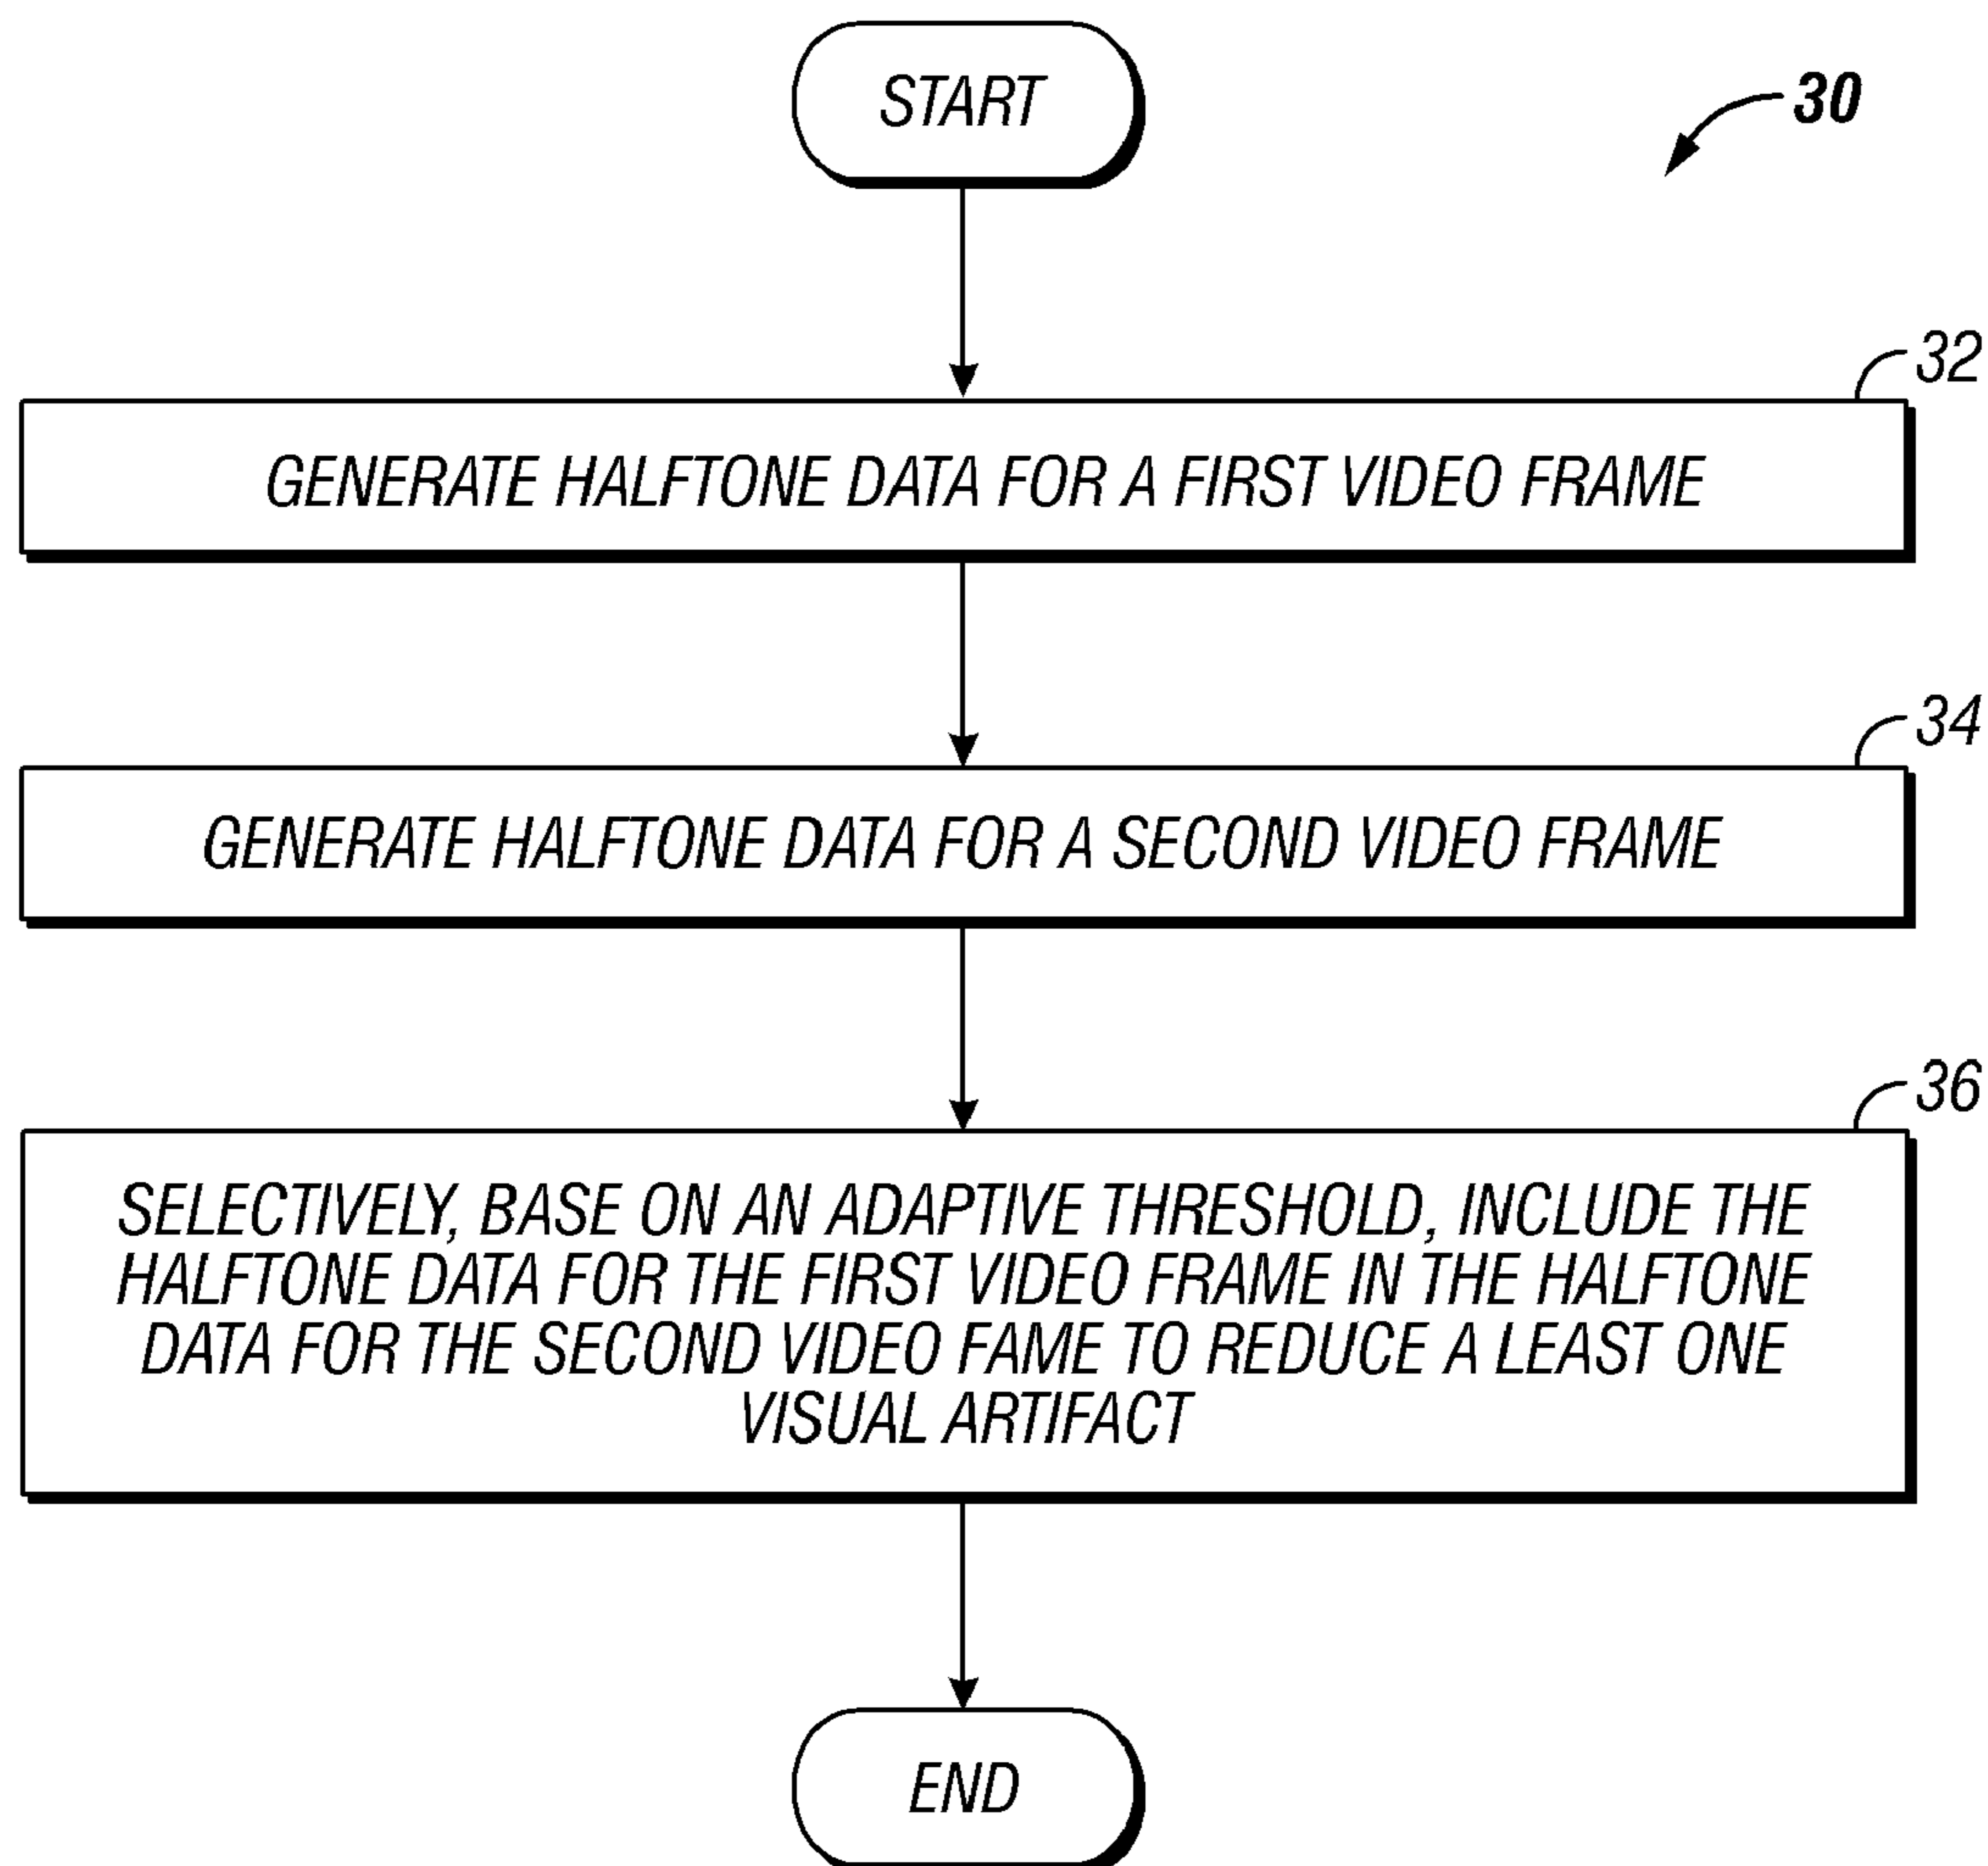 START
30
32
GENERATE HALFTONE DATA FOR A FIRST VIDEO FRAME
34
GENERATE HALFTONE DATA FOR A SECOND VIDEO FRAME
36
SELECTIVELY, BASE ON AN ADAPTIVE THRESHOLD, INCLUDE THE
HALFTONE DATA FOR THE FIRST VIDEO FRAME IN THE HALFTONE
DATA FOR THE SECOND VIDEO FAME TO REDUCE A LEAST ONE
VISUAL ARTIFACT
END